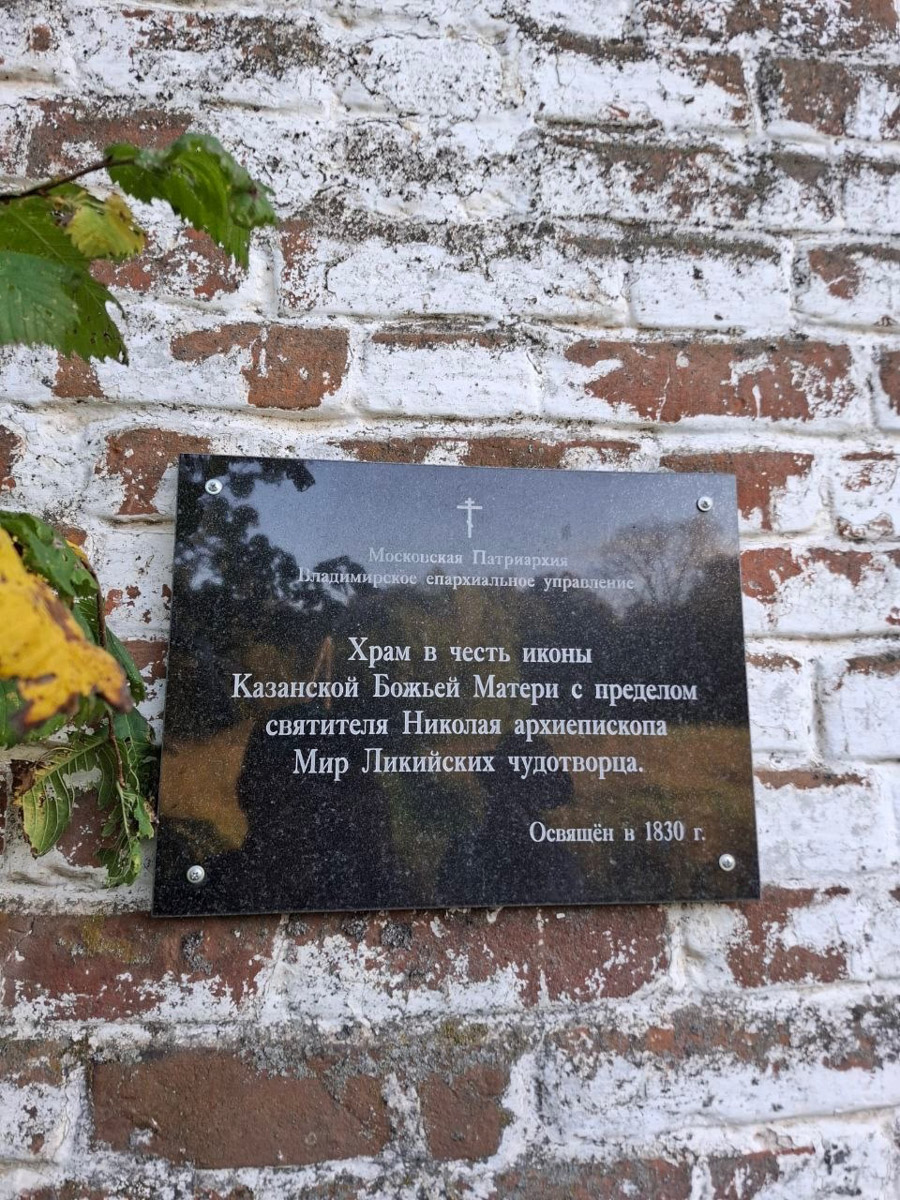 Московская Патриархия
Владимирское епархиальное управление
Храм в честь иконы
Казанской Божьей Матери с пределом
святителя Николая архиепископа
Мир Ликийских чудотворца.
Освящён в 1830 г.